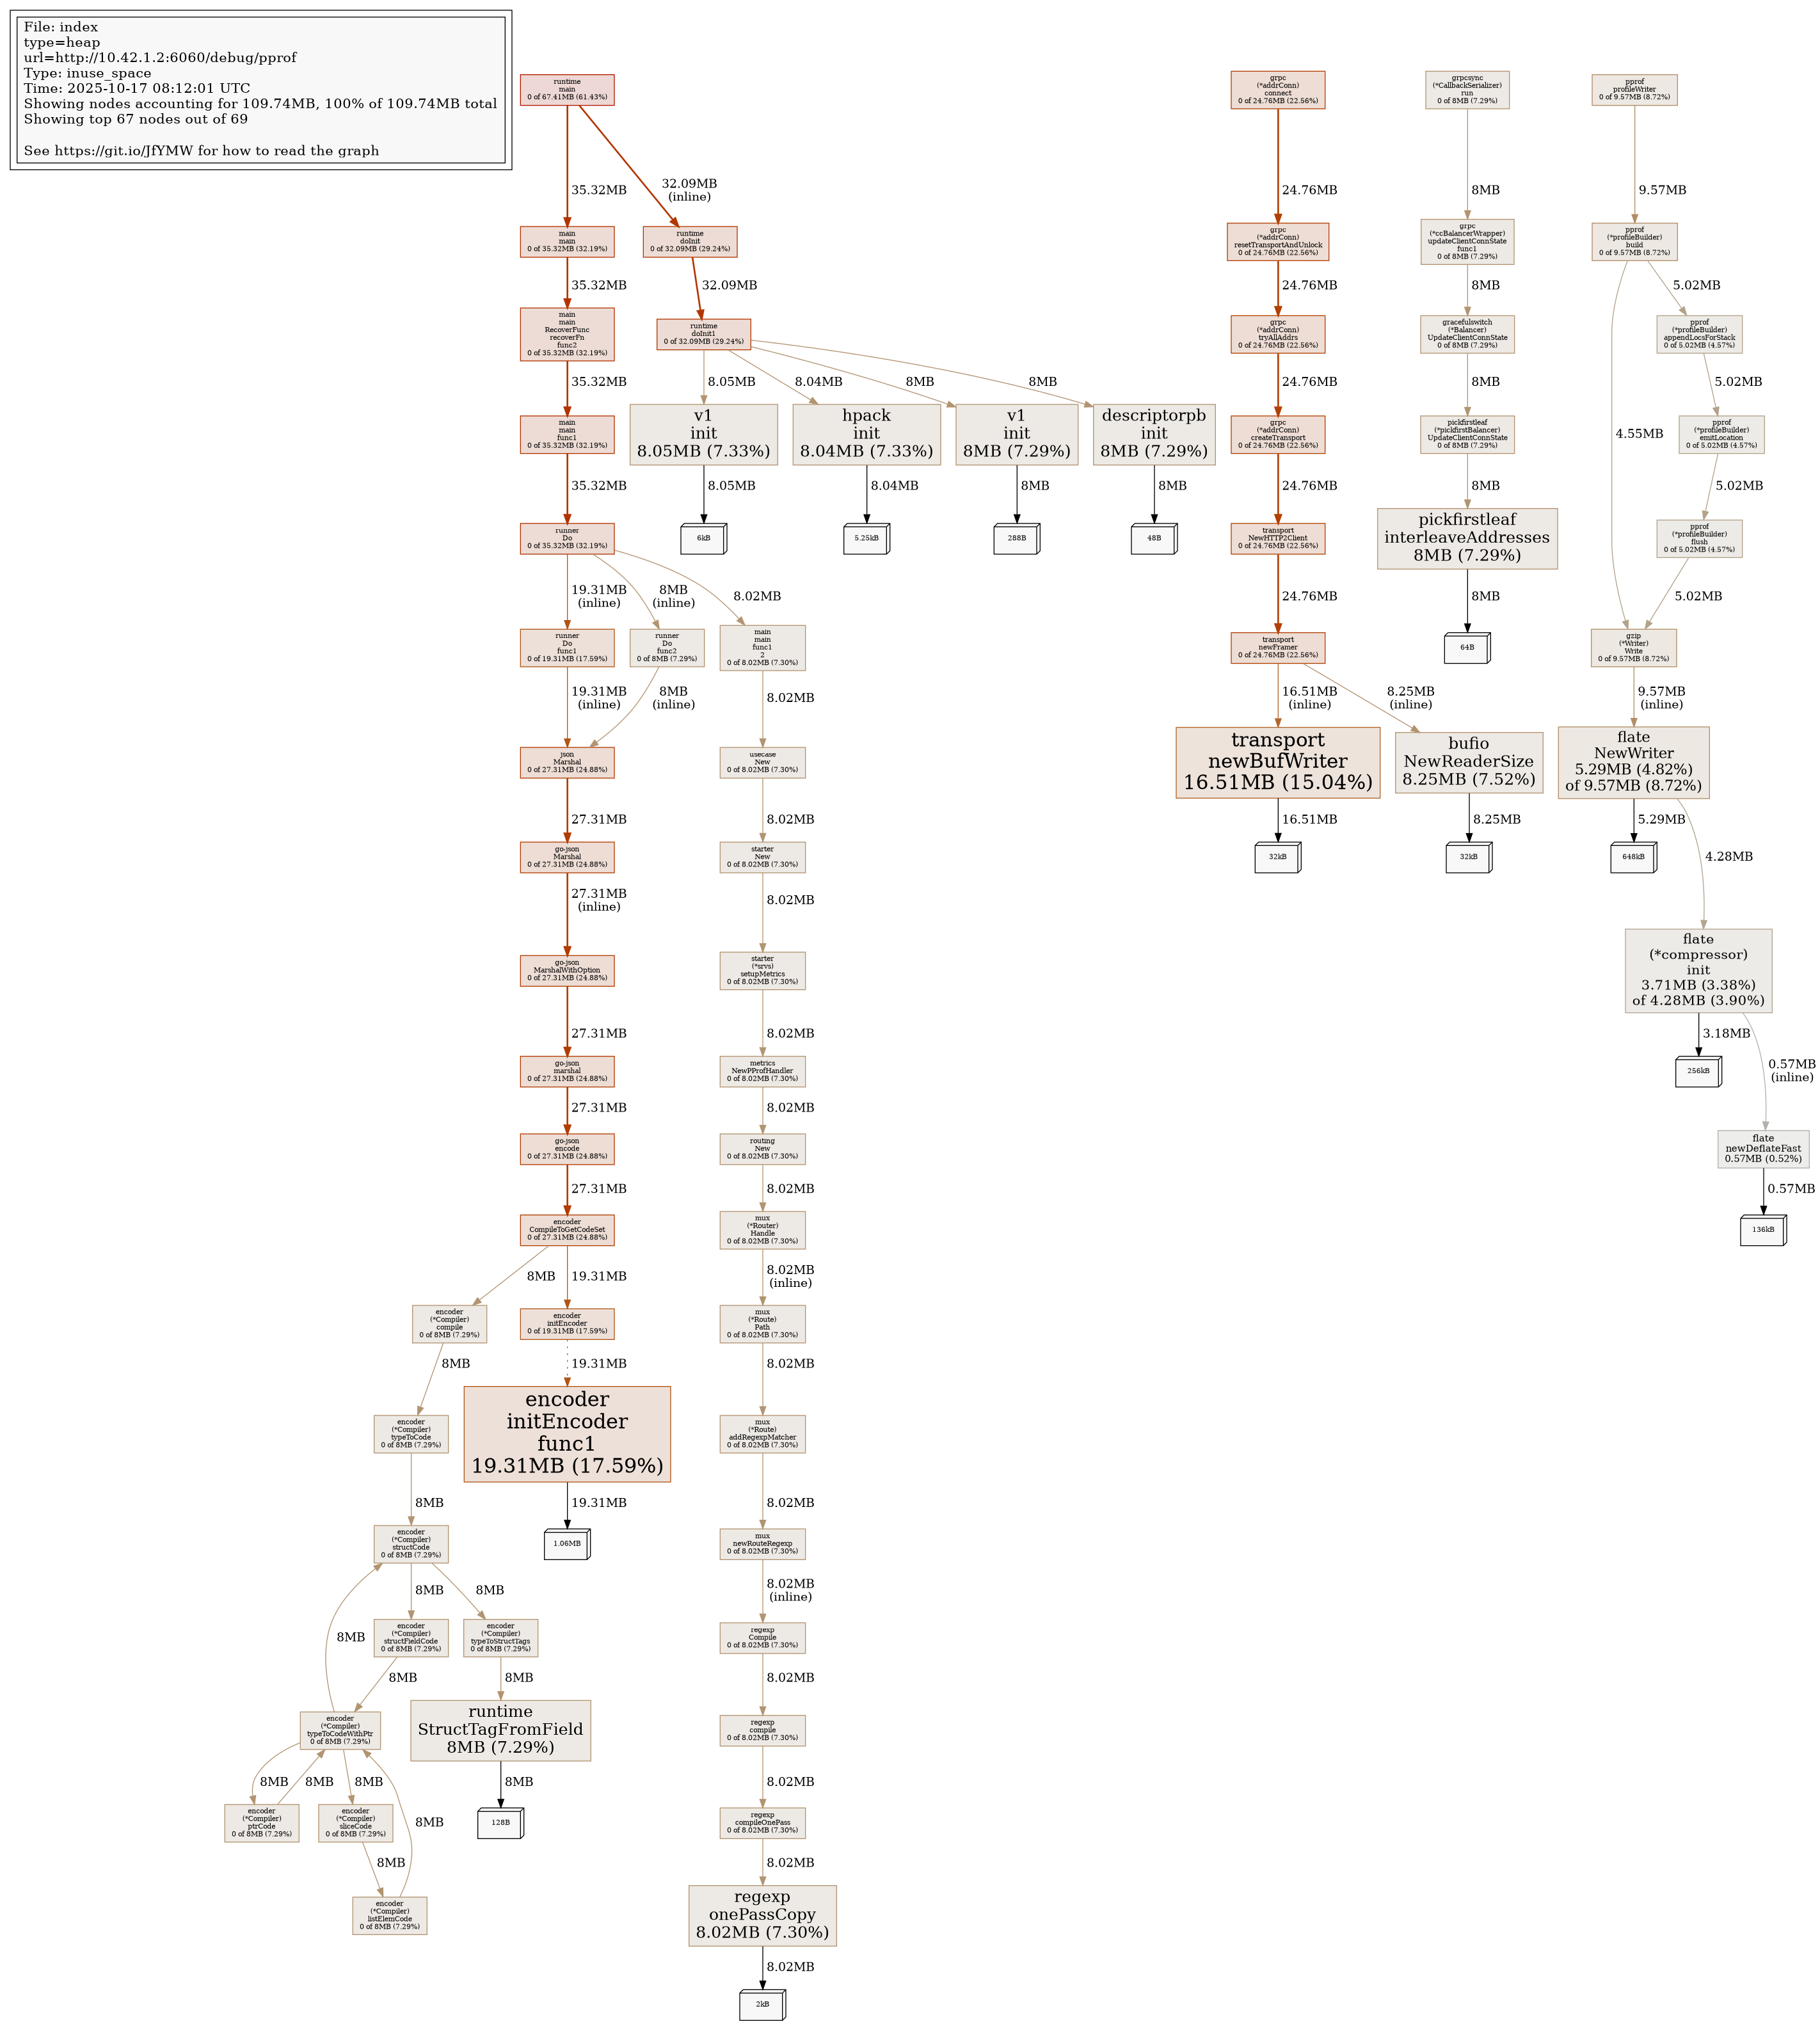 File: index
type=heap
url=http://10.42.1.2:6060/debug/pprof
Type: inuse_space
Time: 2025-10-17 08:12:01 UTC
Showing nodes accounting for 109.74MB, 100% of 109.74MB total
Showing top 67 nodes out of 69
See https://git.io/JfYMW for how to read the graph
runtime
main
0 of 67.41MB (61.43%)
35.32MB
32.09MB
(inline)
main
main
0 of 35.32MB (32.19%)
runtime
doInit
0 of 32.09MB (29.24%)
35.32MB
32.09MB
main
main
RecoverFunc
recoverFn
func2
0 of 35.32MB (32.19%)
runtime
doInit1
0 of 32.09MB (29.24%)
35.32MB
8.05MB
8.04MB
8MB
8MB
main
main
func1
0 of 35.32MB (32.19%)
v1
init
8.05MB (7.33%)
hpack
init
8.04MB (7.33%)
v1
init
8MB (7.29%)
descriptorpb
init
8MB (7.29%)
35.32MB
8.05MB
8.04MB
8MB
8MB
runner
Do
0 of 35.32MB (32.19%)
6kB
5.25kB
288B
48B
19.31MB
(inline)
8MB
(inline)
8.02MB
runner
Do
func1
0 of 19.31MB (17.59%)
runner
Do
func2
0 of 8MB (7.29%)
main
main
func1
2
0 of 8.02MB (7.30%)
19.31MB
(inline)
8MB
(inline)
8.02MB
json
Marshal
0 of 27.31MB (24.88%)
usecase
New
0 of 8.02MB (7.30%)
27.31MB
8.02MB
go-json
Marshal
0 of 27.31MB (24.88%)
starter
New
0 of 8.02MB (7.30%)
27.31MB
(inline)
8.02MB
go-json
MarshalWithOption
0 of 27.31MB (24.88%)
starter
(*srvs)
setupMetrics
0 of 8.02MB (7.30%)
27.31MB
8.02MB
go-json
marshal
0 of 27.31MB (24.88%)
metrics
NewPProfHandler
0 of 8.02MB (7.30%)
27.31MB
8.02MB
go-json
encode
0 of 27.31MB (24.88%)
routing
New
0 of 8.02MB (7.30%)
27.31MB
8.02MB
encoder
CompileToGetCodeSet
0 of 27.31MB (24.88%)
mux
(*Router)
Handle
0 of 8.02MB (7.30%)
8MB
19.31MB
8.02MB
(inline)
encoder
(*Compiler)
compile
0 of 8MB (7.29%)
encoder
initEncoder
0 of 19.31MB (17.59%)
mux
(*Route)
Path
0 of 8.02MB (7.30%)
8MB
19.31MB
8.02MB
encoder
(*Compiler)
typeToCode
0 of 8MB (7.29%)
encoder
initEncoder
func1
19.31MB (17.59%)
mux
(*Route)
addRegexpMatcher
0 of 8.02MB (7.30%)
8MB
19.31MB
8.02MB
encoder
(*Compiler)
structCode
0 of 8MB (7.29%)
1.06MB
mux
newRouteRegexp
0 of 8.02MB (7.30%)
8MB
8MB
8.02MB
(inline)
8MB
encoder
(*Compiler)
structFieldCode
0 of 8MB (7.29%)
encoder
(*Compiler)
typeToStructTags
0 of 8MB (7.29%)
regexp
Compile
0 of 8.02MB (7.30%)
8MB
8MB
8.02MB
encoder
(*Compiler)
typeToCodeWithPtr
0 of 8MB (7.29%)
runtime
StructTagFromField
8MB (7.29%)
regexp
compile
0 of 8.02MB (7.30%)
8MB
8MB
8MB
8MB
8.02MB
encoder
(*Compiler)
ptrCode
0 of 8MB (7.29%)
encoder
(*Compiler)
sliceCode
0 of 8MB (7.29%)
8MB
128B
regexp
compileOnePass
0 of 8.02MB (7.30%)
8MB
8.02MB
encoder
(*Compiler)
listElemCode
0 of 8MB (7.29%)
regexp
onePassCopy
8.02MB (7.30%)
8.02MB
2kB
grpc
(*addrConn)
connect
0 of 24.76MB (22.56%)
24.76MB
grpc
(*addrConn)
resetTransportAndUnlock
0 of 24.76MB (22.56%)
24.76MB
grpc
(*addrConn)
tryAllAddrs
0 of 24.76MB (22.56%)
24.76MB
grpc
(*addrConn)
createTransport
0 of 24.76MB (22.56%)
24.76MB
transport
NewHTTP2Client
0 of 24.76MB (22.56%)
24.76MB
transport
newFramer
0 of 24.76MB (22.56%)
16.51MB
(inline)
8.25MB
(inline)
transport
newBufWriter
16.51MB (15.04%)
bufio
NewReaderSize
8.25MB (7.52%)
16.51MB
8.25MB
32kB
32kB
grpcsync
(*CallbackSerializer)
run
0 of 8MB (7.29%)
8MB
grpc
(*ccBalancerWrapper)
updateClientConnState
func1
0 of 8MB (7.29%)
8MB
gracefulswitch
(*Balancer)
UpdateClientConnState
0 of 8MB (7.29%)
8MB
pickfirstleaf
(*pickfirstBalancer)
UpdateClientConnState
0 of 8MB (7.29%)
8MB
pickfirstleaf
interleaveAddresses
8MB (7.29%)
8MB
64B
pprof
profileWriter
0 of 9.57MB (8.72%)
9.57MB
pprof
(*profileBuilder)
build
0 of 9.57MB (8.72%)
5.02MB
pprof
(*profileBuilder)
appendLocsForStack
0 of 5.02MB (4.57%)
5.02MB
4.55MB
pprof
(*profileBuilder)
emitLocation
0 of 5.02MB (4.57%)
5.02MB
pprof
(*profileBuilder)
flush
0 of 5.02MB (4.57%)
5.02MB
gzip
(*Writer)
Write
0 of 9.57MB (8.72%)
9.57MB
(inline)
flate
NewWriter
5.29MB (4.82%)
of 9.57MB (8.72%)
5.29MB
4.28MB
648kB
flate
(*compressor)
init
3.71MB (3.38%)
of 4.28MB (3.90%)
3.18MB
0.57MB
(inline)
256kB
flate
newDeflateFast
0.57MB (0.52%)
0.57MB
136kB